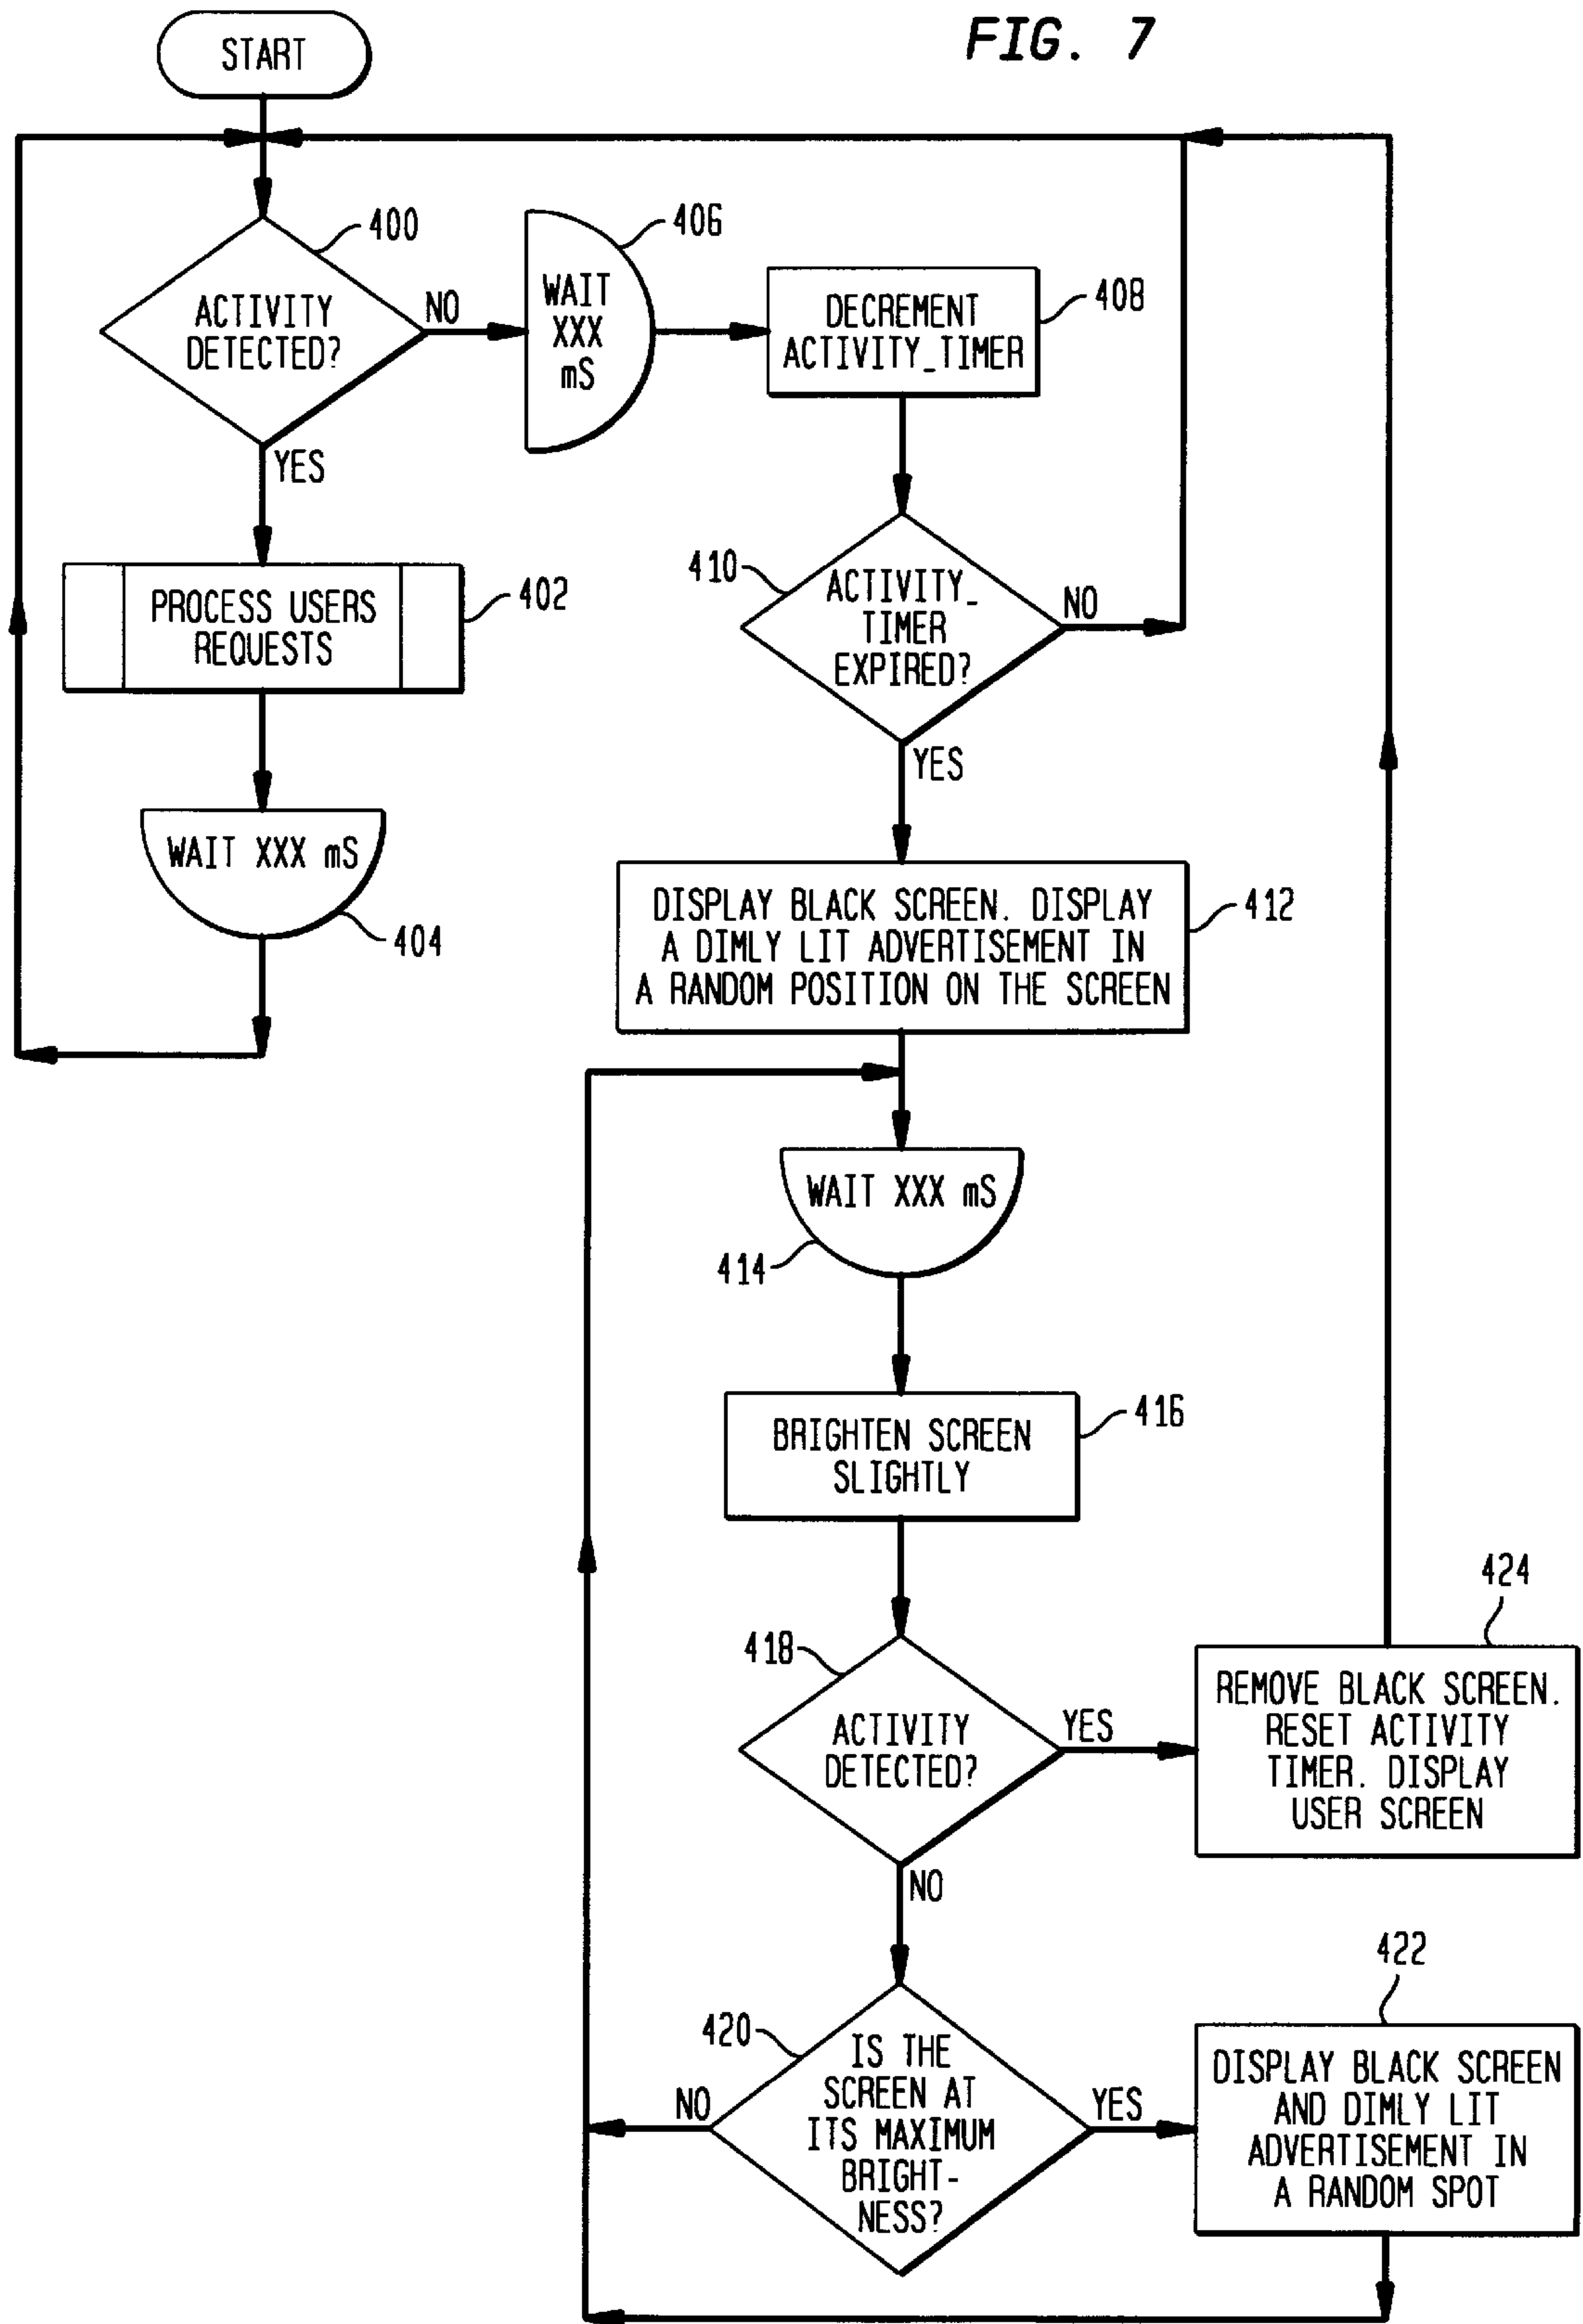 FIG. 7
START
400
ACTIVITY
DETECTED?
NO
YES
406
WAIT
XXX
mS
DECREMENT
ACTIVITY_TIMER
408
PROCESS USERS
REQUESTS
402
WAIT XXX mS
404
410
ACTIVITY_
TIMER
EXPIRED?
NO
YES
DISPLAY BLACK SCREEN. DISPLAY
A DIMLY LIT ADVERTISEMENT IN
A RANDOM POSITION ON THE SCREEN
412
WAIT XXX mS
414
BRIGHTEN SCREEN
SLIGHTLY
416
418
ACTIVITY
DETECTED?
YES
NO
424
REMOVE BLACK SCREEN.
RESET ACTIVITY
TIMER. DISPLAY
USER SCREEN
420
IS THE
SCREEN AT
ITS MAXIMUM
BRIGHT-
NESS?
NO
YES
422
DISPLAY BLACK SCREEN
AND DIMLY LIT
ADVERTISEMENT IN
A RANDOM SPOT